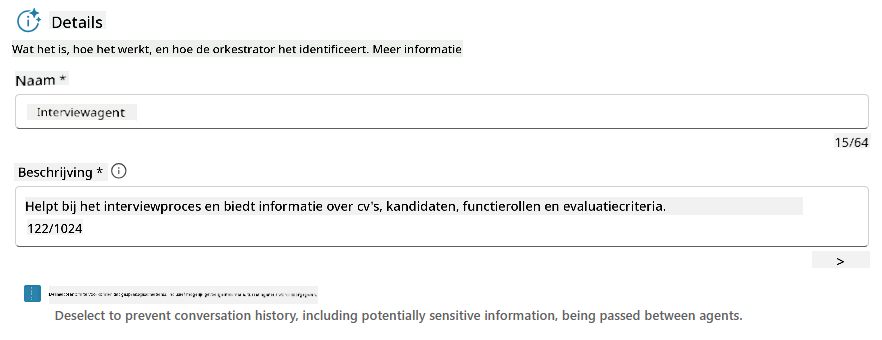 Details
Wat het is, hoe het werkt, en hoe de orkestrator het identificeert. Meer informatie
Naam *
Interviewagent
15/64
Beschrijving *
Helpt bij het interviewproces en biedt informatie over cv's, kandidaten, functierollen en evaluatiecriteria.
122/1024
>
Deselect to prevent conversation history, including potentially sensitive information, being passed between agents.